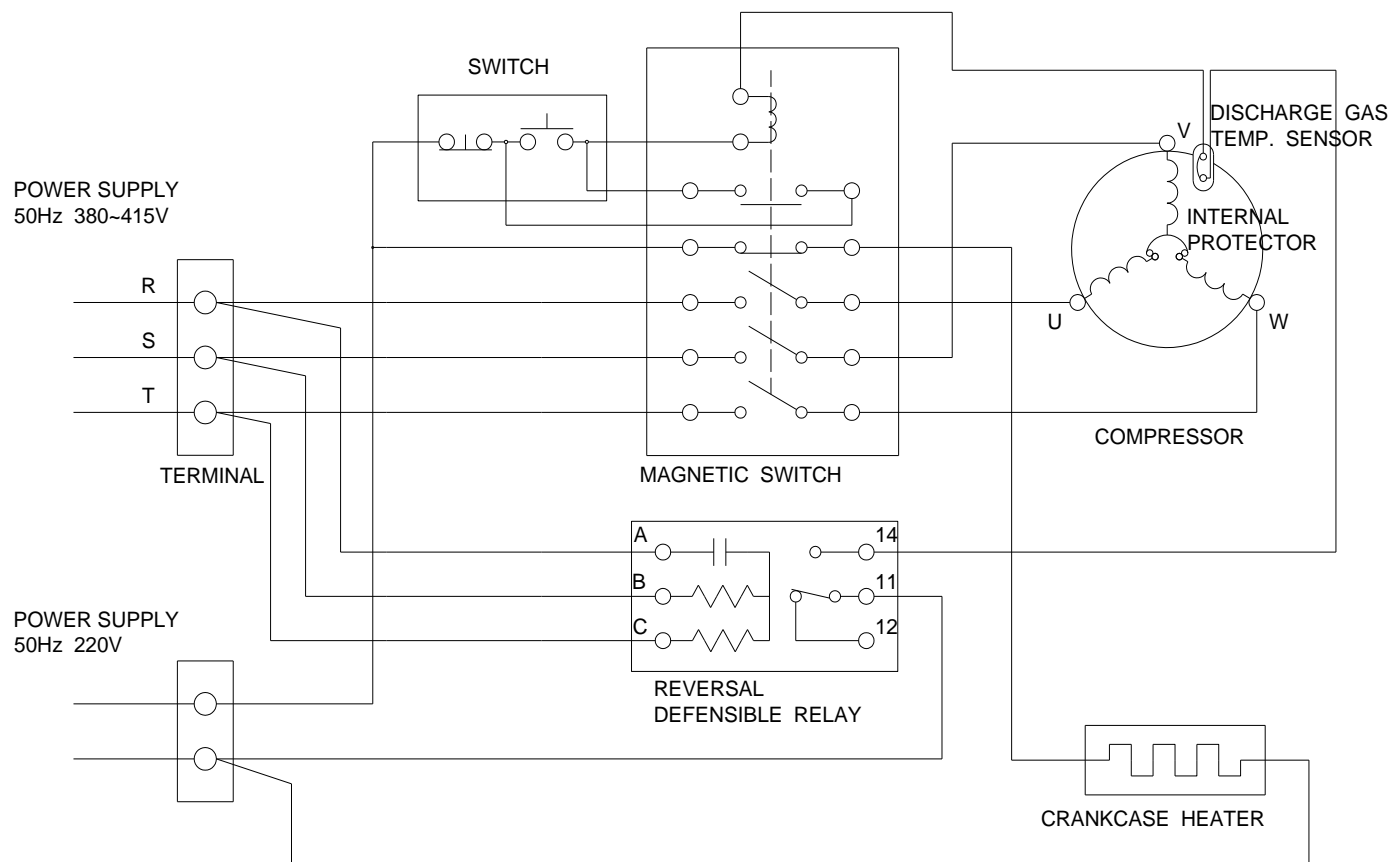 SWITCH
DISCHARGE GAS
TEMP. SENSOR
V
POWER SUPPLY
50Hz 380~415V
INTERNAL
PROTECTOR
R
U
W
S
T
COMPRESSOR
TERMINAL
MAGNETIC SWITCH
A
14
B
11
C
12
POWER SUPPLY
50Hz 220V
REVERSAL
DEFENSIBLE RELAY
CRANKCASE HEATER